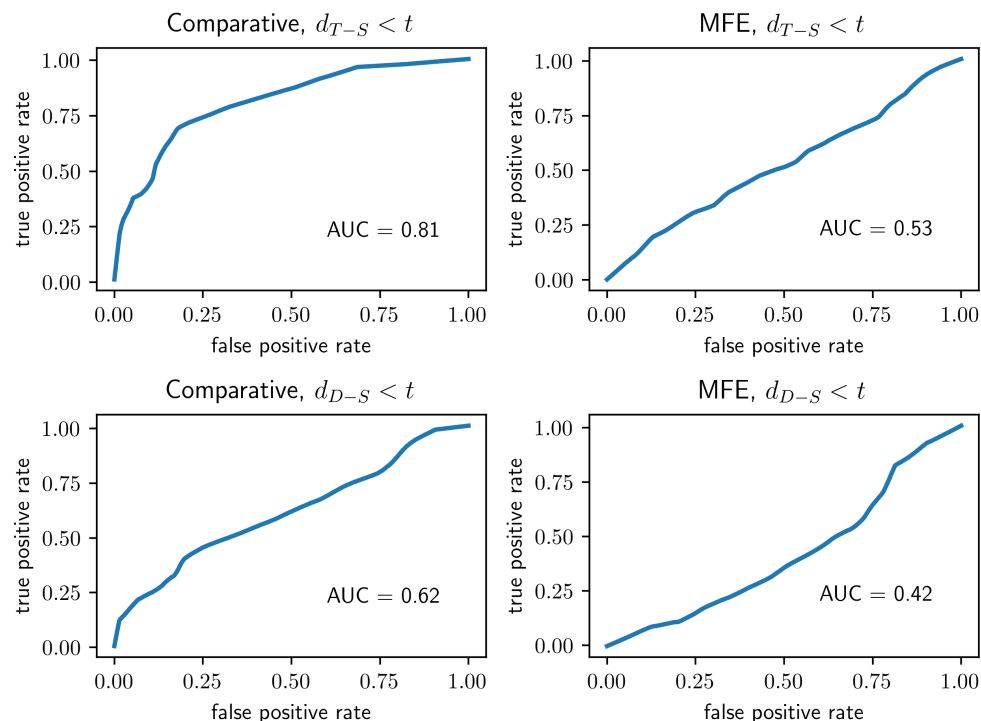 Comparative, $d_{T-S} < t$
true positive rate
1.00
0.75
0.50
0.25
0.00
AUC = 0.81
0.00 0.25 0.50 0.75 1.00
false positive rate
MFE, $d_{T-S} < t$
true positive rate
1.00
0.75
0.50
0.25
0.00
AUC = 0.53
0.00 0.25 0.50 0.75 1.00
false positive rate
Comparative, $d_{D-S} < t$
true positive rate
1.00
0.75
0.50
0.25
0.00
AUC = 0.62
0.00 0.25 0.50 0.75 1.00
false positive rate
MFE, $d_{D-S} < t$
true positive rate
1.00
0.75
0.50
0.25
0.00
AUC = 0.42
0.00 0.25 0.50 0.75 1.00
false positive rate